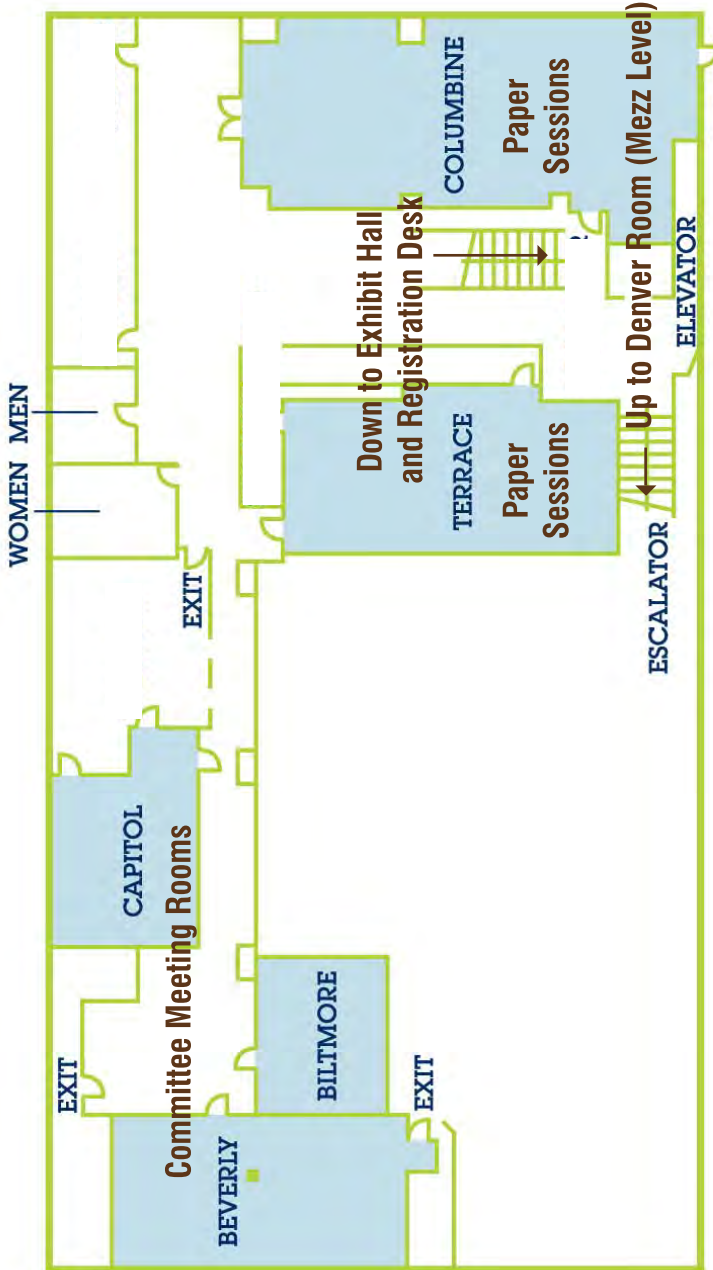 WOMEN
MEN
EXIT
EXIT
CAPITOL
Committee Meeting Rooms
BEVERLY
BILTMORE
EXIT
TERRACE
Paper
Sessions
Down to Exhibit Hall
and Registration Desk
COLUMBINE
Paper
Sessions
ESCALATOR
Up to Denver Room (Mezz Level)
ELEVATOR